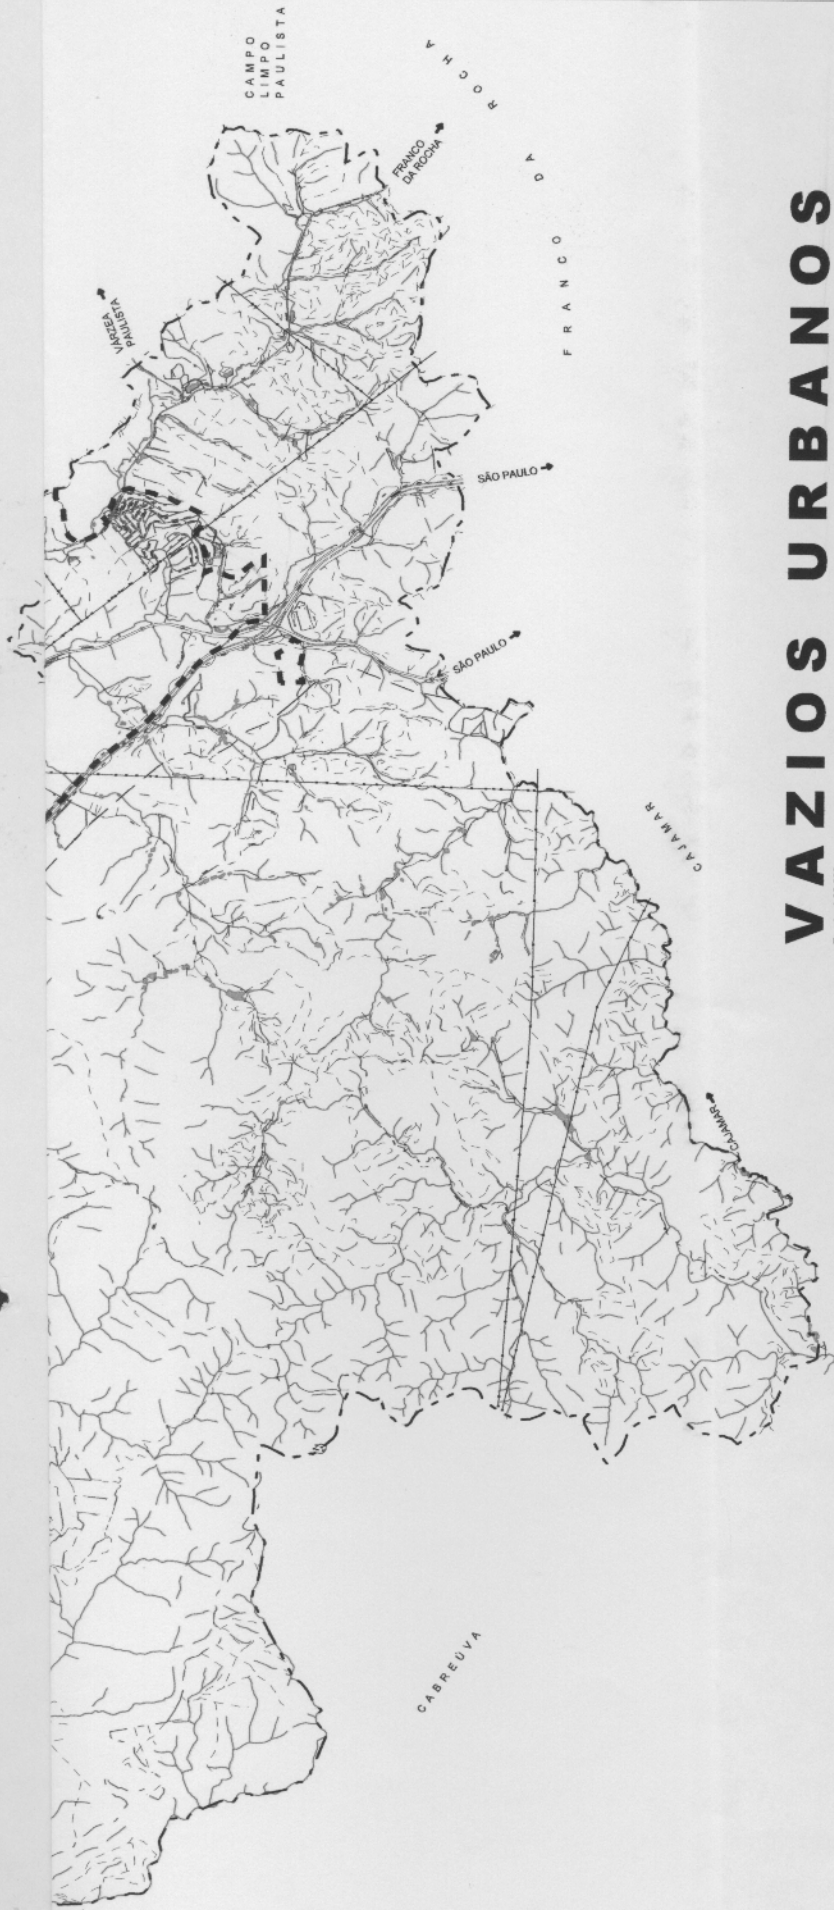 CAMPO
LIMPO
PAULISTA
FRANCO DA ROCHA
FRANCO
DA ROCHA
VÁRZEA
PAULISTA
SÃO PAULO
SÃO PAULO
CAJAMAR
CAJAMAR
CABREÚVA
VAZIOS URBANOS